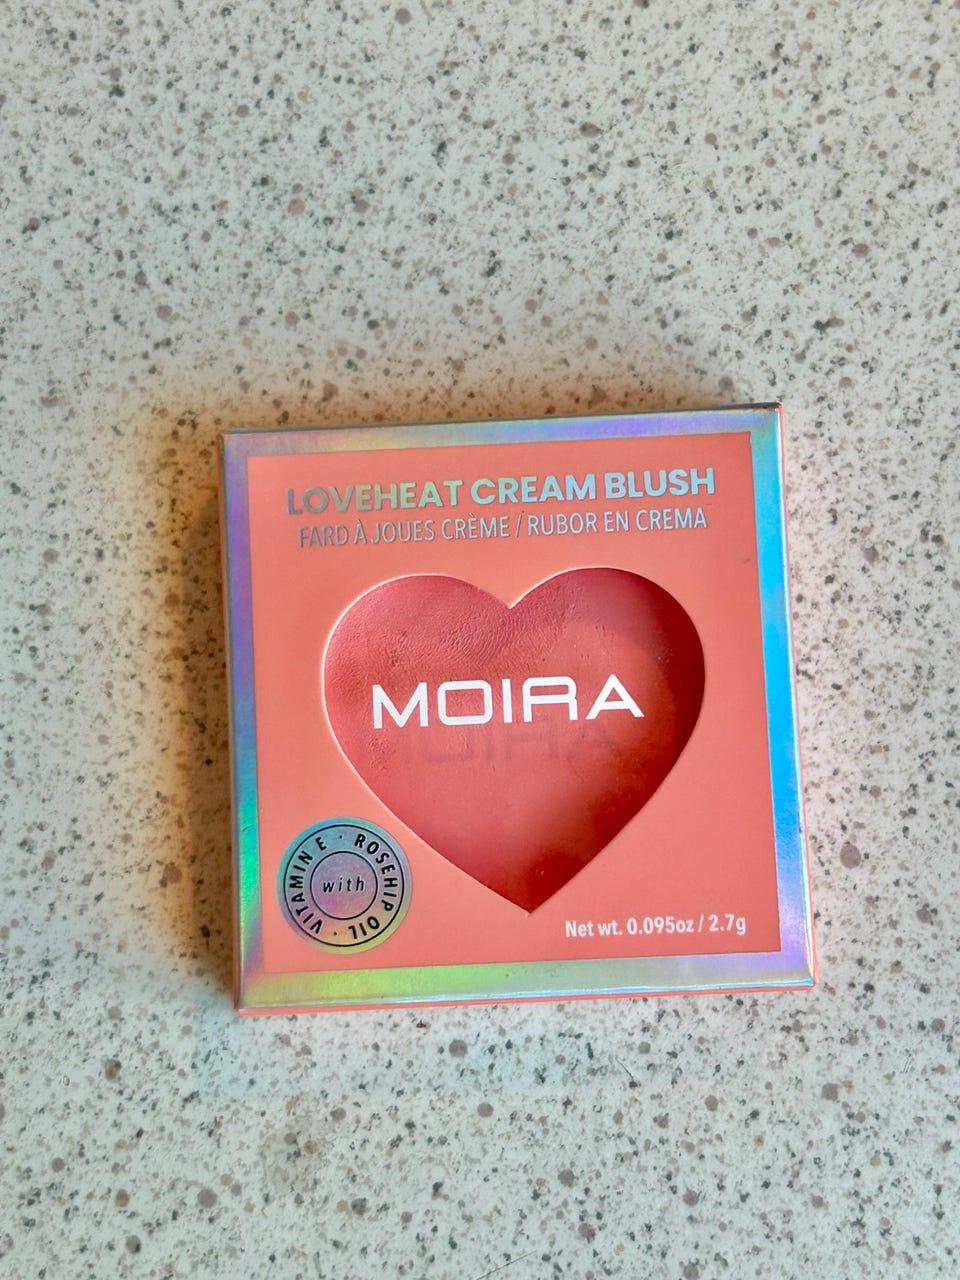 LOVEHEAT CREAM BLUSH
FARD À JOUES CRÈME / RUBOR EN CREMA
MOIRA
VITAMIN E · ROSEHIP OIL ·
with
Net wt. 0.095oz / 2.7g